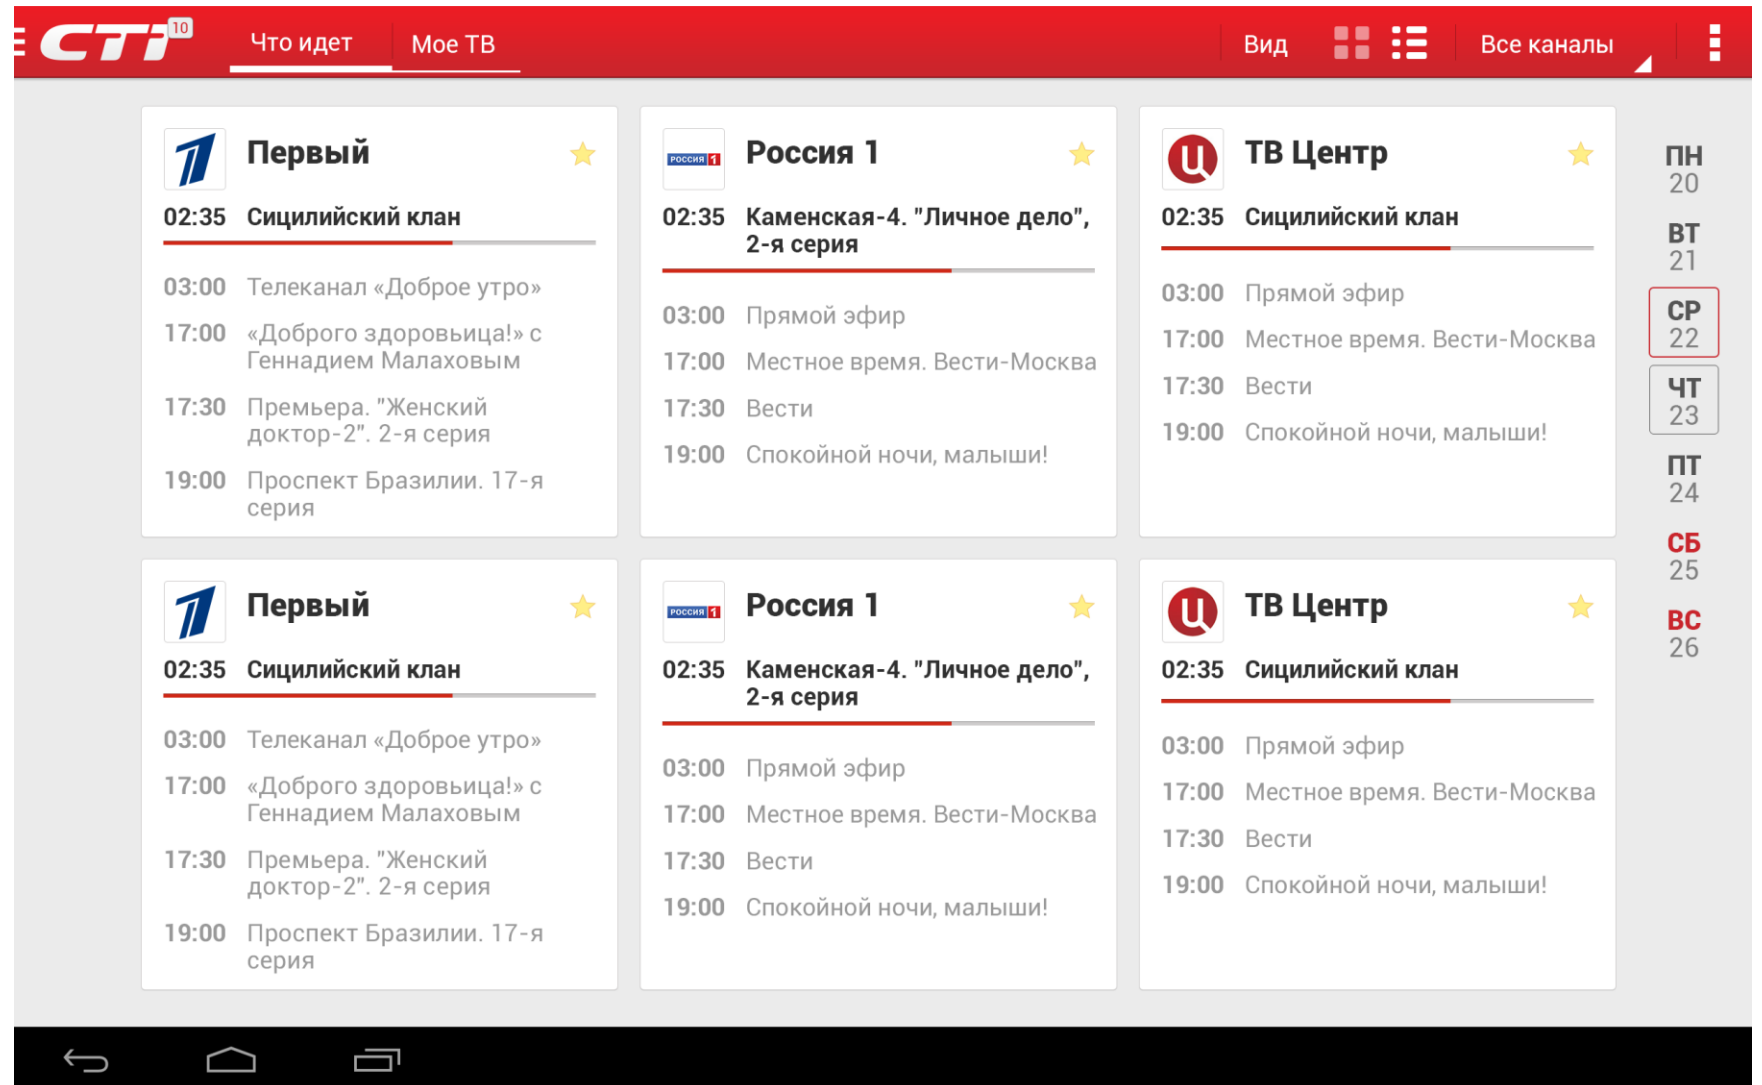 CTI 10 Что идет Мое ТВ Вид Все каналы
Первый
02:35 Сицилийский клан
03:00 Телеканал «Доброе утро»
17:00 «Доброго здоровьица!» с
Геннадием Малаховым
17:30 Премьера. "Женский
доктор-2". 2-я серия
19:00 Проспект Бразилии. 17-я
серия
РОССИЯ 1
Россия 1
02:35 Каменская-4. "Личное дело",
2-я серия
03:00 Прямой эфир
17:00 Местное время. Вести-Москва
17:30 Вести
19:00 Спокойной ночи, малыши!
ТВ Центр
02:35 Сицилийский клан
03:00 Прямой эфир
17:00 Местное время. Вести-Москва
17:30 Вести
19:00 Спокойной ночи, малыши!
Первый
02:35 Сицилийский клан
03:00 Телеканал «Доброе утро»
17:00 «Доброго здоровьица!» с
Геннадием Малаховым
17:30 Премьера. "Женский
доктор-2". 2-я серия
19:00 Проспект Бразилии. 17-я
серия
РОССИЯ 1
Россия 1
02:35 Каменская-4. "Личное дело",
2-я серия
03:00 Прямой эфир
17:00 Местное время. Вести-Москва
17:30 Вести
19:00 Спокойной ночи, малыши!
ТВ Центр
02:35 Сицилийский клан
03:00 Прямой эфир
17:00 Местное время. Вести-Москва
17:30 Вести
19:00 Спокойной ночи, малыши!
ПН
20
ВТ
21
СР
22
ЧТ
23
ПТ
24
СБ
25
ВС
26